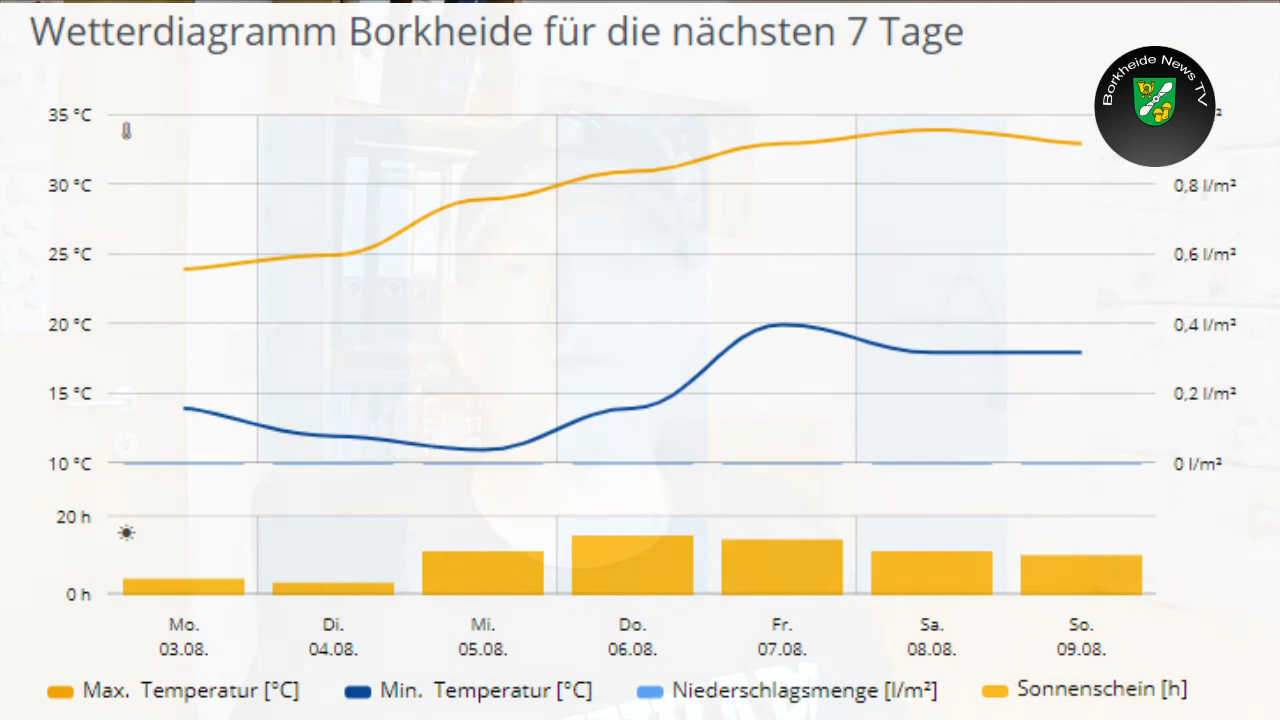 Wetterdiagramm Borkheide für die nächsten 7 Tage
Borkheide News TV
35 °C
30 °C 0,8 l/m²
25 °C 0,6 l/m²
20 °C 0,4 l/m²
15 °C 0,2 l/m²
10 °C 0 l/m²
20 h
0 h
Mo. Di. Mi. Do. Fr. Sa. So.
03.08. 04.08. 05.08. 06.08. 07.08. 08.08. 09.08.
Max. Temperatur [°C] Min. Temperatur [°C] Niederschlagsmenge [l/m²] Sonnenschein [h]